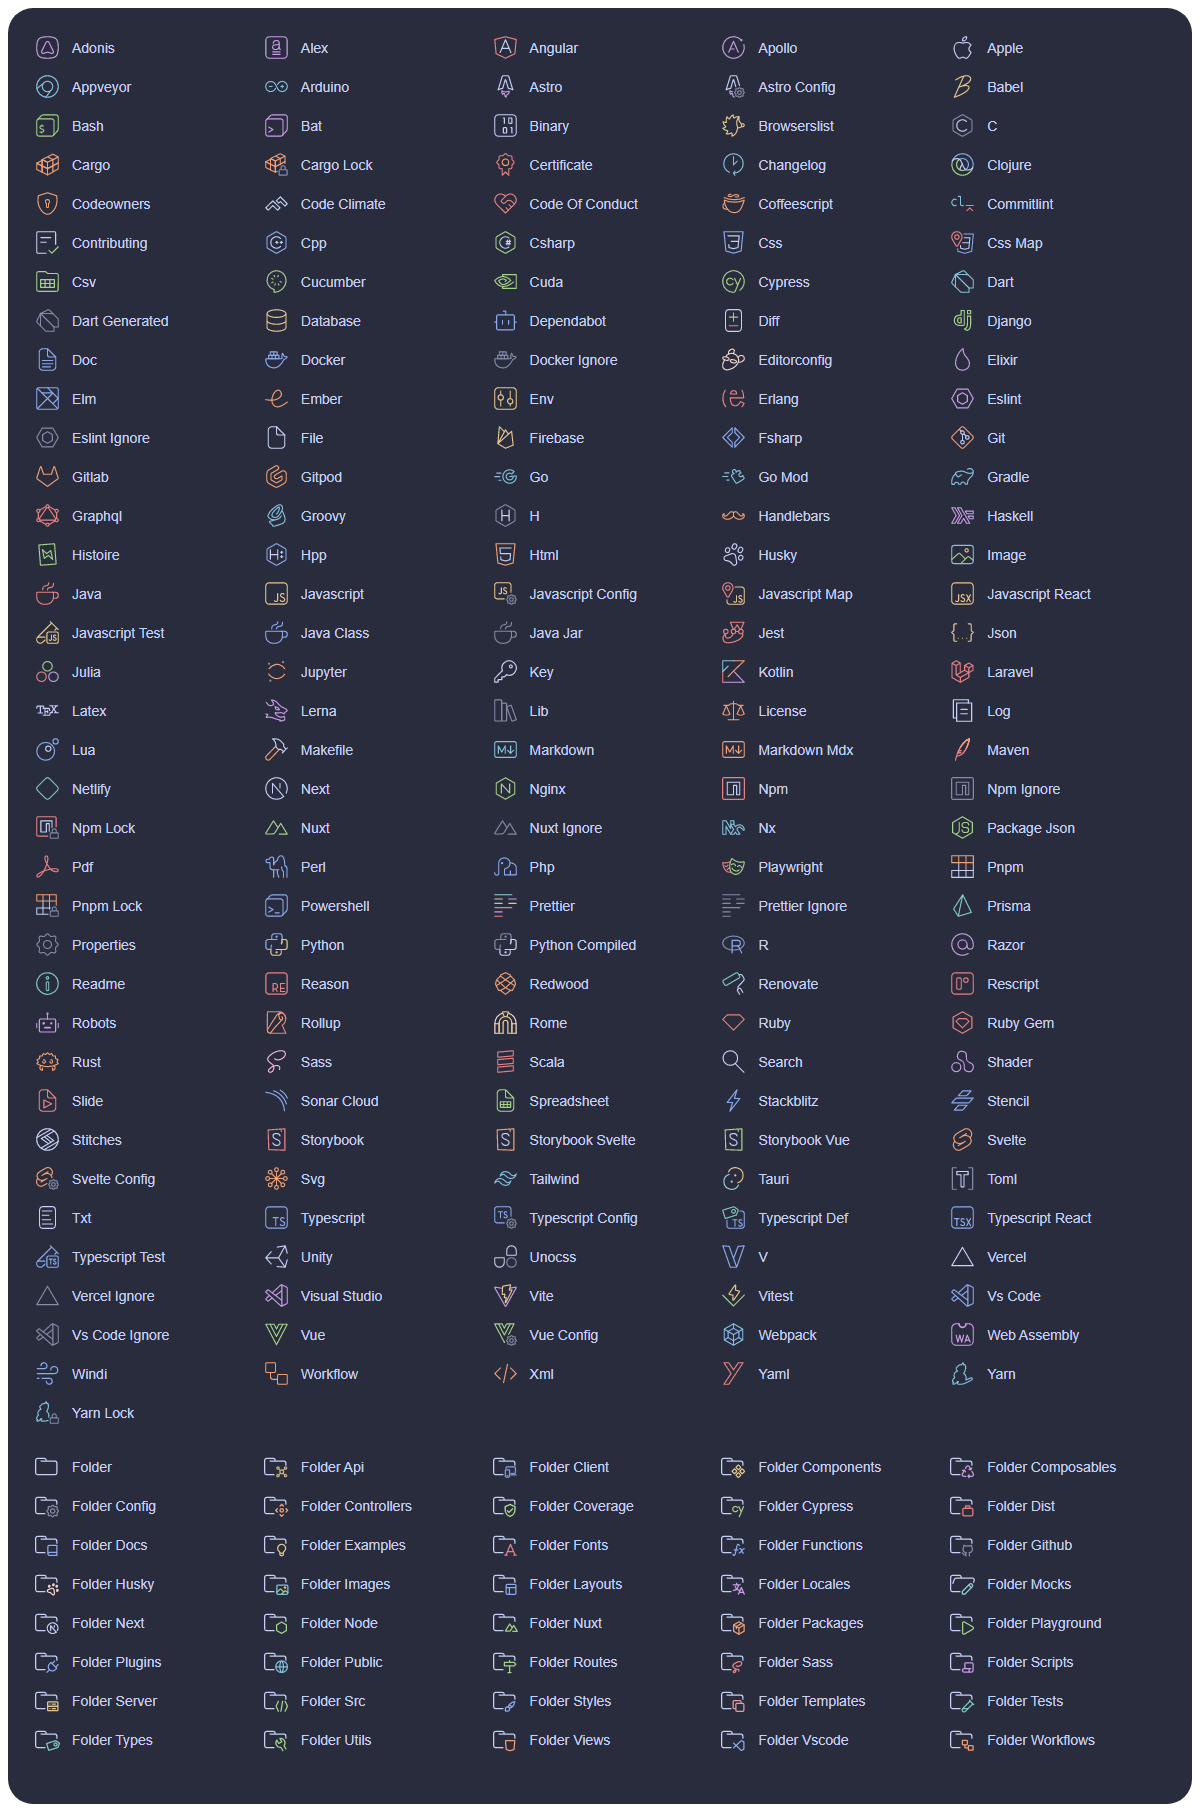 Adonis Alex Angular Apollo Apple
Appveyor Arduino Astro Astro Config Babel
Bash Bat Binary Browserslist C
Cargo Cargo Lock Certificate Changelog Clojure
Codeowners Code Climate Code Of Conduct Coffeescript Commitlint
Contributing Cpp Csharp Css Css Map
Csv Cucumber Cuda Cypress Dart
Dart Generated Database Dependabot Diff Django
Doc Docker Docker Ignore Editorconfig Elixir
Elm Ember Env Erlang Eslint
Eslint Ignore File Firebase Fsharp Git
Gitlab Gitpod Go Go Mod Gradle
Graphql Groovy H Handlebars Haskell
Histoire Hpp Html Husky Image
Java Javascript Javascript Config Javascript Map Javascript React
Javascript Test Java Class Java Jar Jest Json
Julia Jupyter Key Kotlin Laravel
Latex Lerna Lib License Log
Lua Makefile Markdown Markdown Mdx Maven
Netlify Next Nginx Npm Npm Ignore
Npm Lock Nuxt Nuxt Ignore Nx Package Json
Pdf Perl Php Playwright Pnpm
Pnpm Lock Powershell Prettier Prettier Ignore Prisma
Properties Python Python Compiled R Razor
Readme Reason Redwood Renovate Rescript
Robots Rollup Rome Ruby Ruby Gem
Rust Sass Scala Search Shader
Slide Sonar Cloud Spreadsheet Stackblitz Stencil
Stitches Storybook Storybook Svelte Storybook Vue Svelte
Svelte Config Svg Tailwind Tauri Toml
Txt Typescript Typescript Config Typescript Def Typescript React
Typescript Test Unity Unocss V Vercel
Vercel Ignore Visual Studio Vite Vitest Vs Code
Vs Code Ignore Vue Vue Config Webpack Web Assembly
Windi Workflow Xml Yaml Yarn
Yarn Lock
Folder Folder Api Folder Client Folder Components Folder Composables
Folder Config Folder Controllers Folder Coverage Folder Cypress Folder Dist
Folder Docs Folder Examples Folder Fonts Folder Functions Folder Github
Folder Husky Folder Images Folder Layouts Folder Locales Folder Mocks
Folder Next Folder Node Folder Nuxt Folder Packages Folder Playground
Folder Plugins Folder Public Folder Routes Folder Sass Folder Scripts
Folder Server Folder Src Folder Styles Folder Templates Folder Tests
Folder Types Folder Utils Folder Views Folder Vscode Folder Workflows